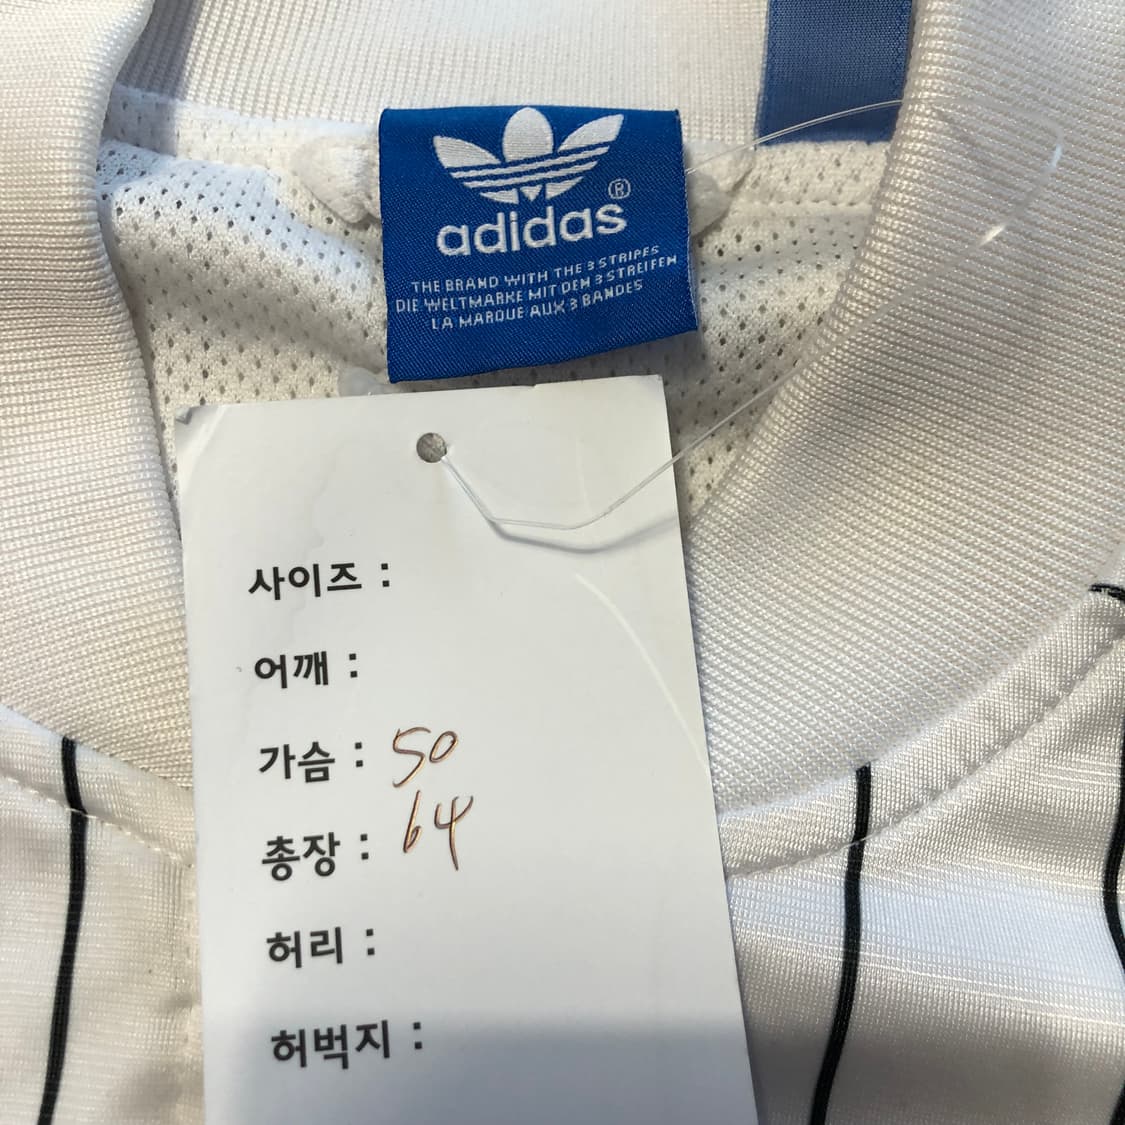 adidas®
THE BRAND WITH THE 3 STRIPES
DIE WELTMARKE MIT DEN 3 STREIFEN
LA MARQUE AUX 3 BANDES
사이즈 :
어깨 :
가슴 : 50
총장 : 64
허리 :
허벅지 :